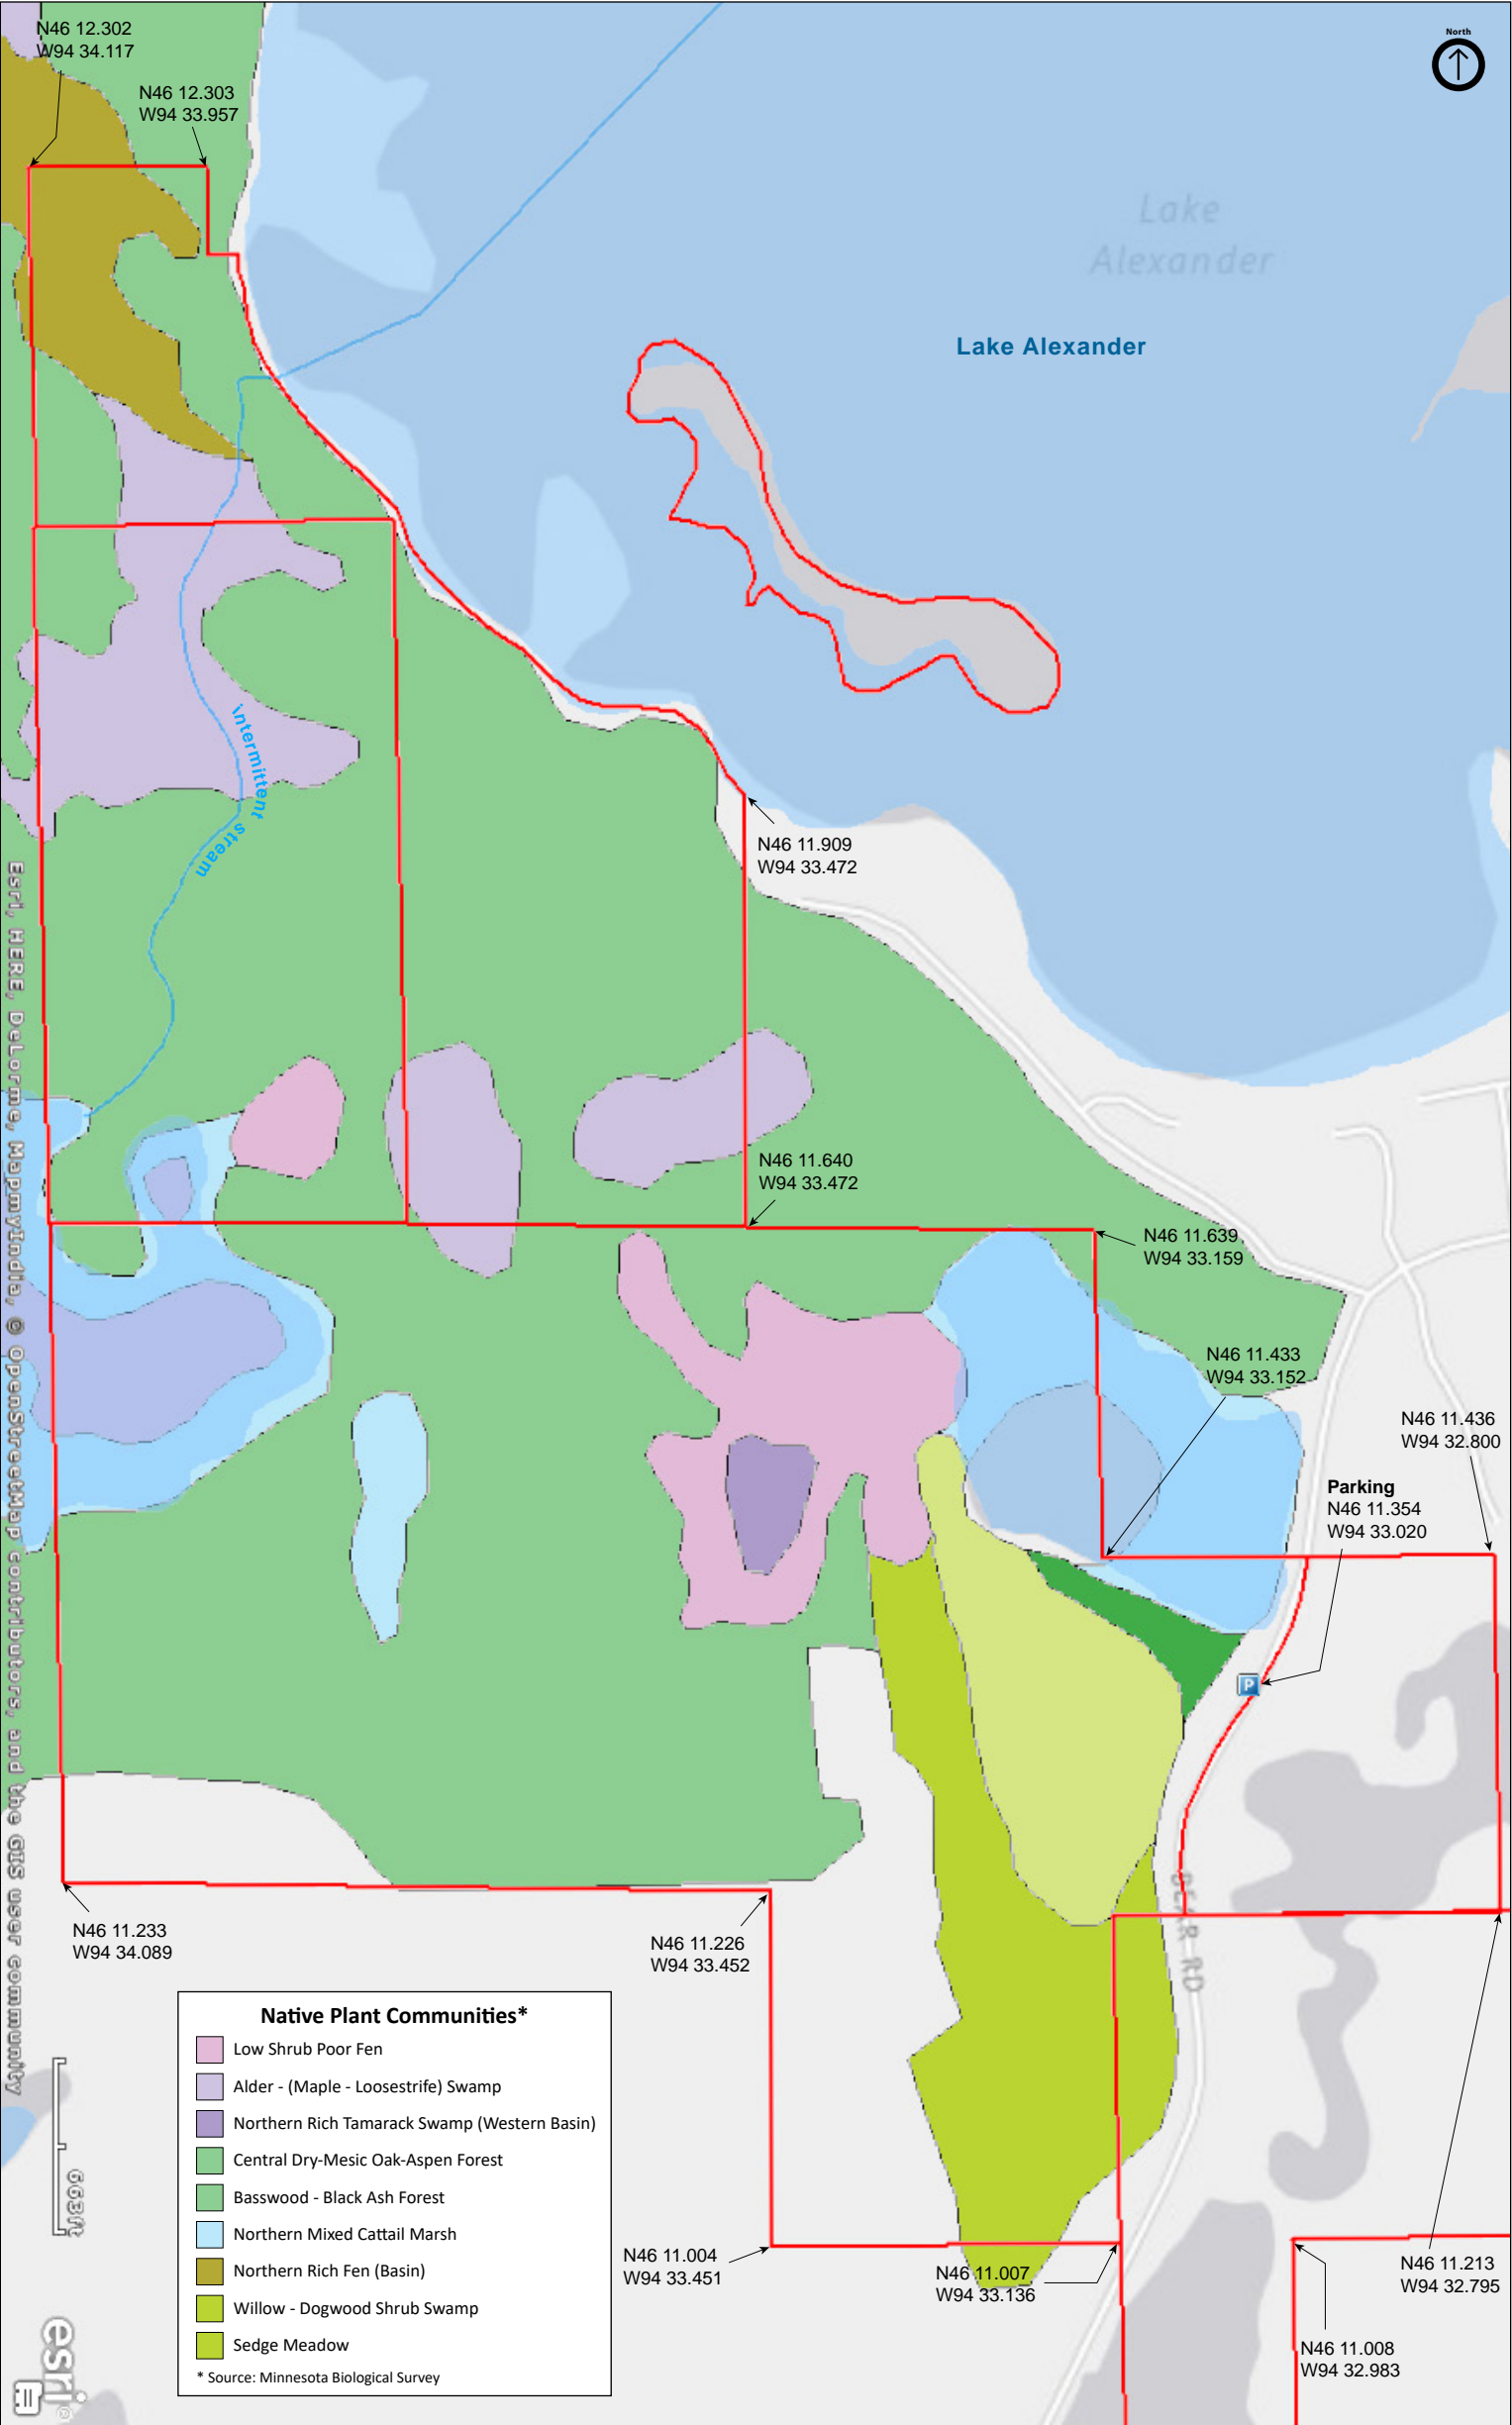 N46 12.302
W94 34.117
North
N46 12.303
W94 33.957
Lake
Alexander
Lake Alexander
Intermittent stream
N46 11.909
W94 33.472
N46 11.640
W94 33.472
N46 11.639
W94 33.159
N46 11.433
W94 33.152
N46 11.436
W94 32.800
Parking
N46 11.354
W94 33.020
P
BEAR RD
N46 11.233
W94 34.089
N46 11.226
W94 33.452
Native Plant Communities*
Low Shrub Poor Fen
Alder - (Maple - Loosestrife) Swamp
Northern Rich Tamarack Swamp (Western Basin)
Central Dry-Mesic Oak-Aspen Forest
Basswood - Black Ash Forest
Northern Mixed Cattail Marsh
Northern Rich Fen (Basin)
Willow - Dogwood Shrub Swamp
Sedge Meadow
* Source: Minnesota Biological Survey
N46 11.004
W94 33.451
N46 11.007
W94 33.136
N46 11.213
W94 32.795
N46 11.008
W94 32.983
Esri, HERE, DeLorme, MapmyIndia, © OpenStreetMap contributors, and the GIS user community
663ft
esri